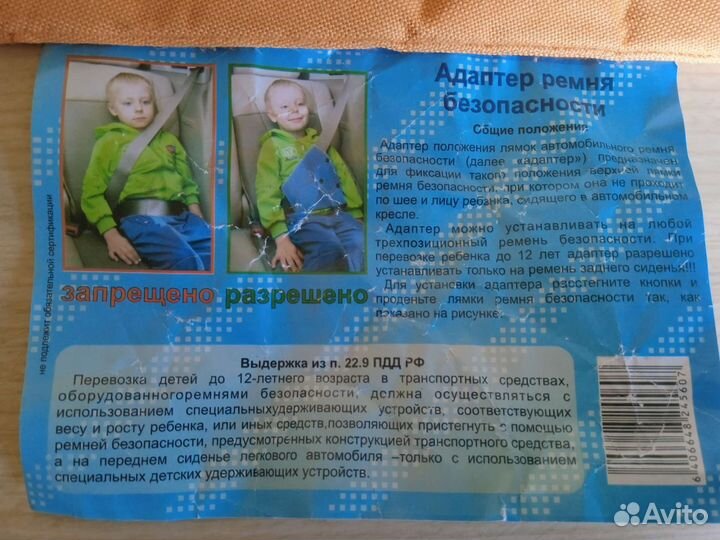 Адаптер ремня
безопасности
Общие положения
Адаптер положения лямок автомобильного ремня
безопасности (далее «адаптер») предназначен
для фиксации такого положения верхней лямки
ремня безопасности, при котором она не проходит
по шее и лицу ребёнка, сидящего в автомобильном
кресле.
Адаптер можно устанавливать на любой
трехпозиционный ремень безопасности. При
перевозке ребенка до 12 лет адаптер разрешено
устанавливать только на ремень заднего сиденья!!!
Для установки адаптера расстегните кнопки и
проденьте лямки ремня безопасности так, как
показано на рисунке.
запрещено разрешено
не подлежит обязательной сертификации
Выдержка из п. 22.9 ПДД РФ
Перевозка детей до 12-летнего возраста в транспортных средствах,
оборудованногоремнями безопасности, должна осуществляться с
использованием специальныхудерживающих устройств, соответствующих
весу и росту ребенка, или иных средств,позволяющих пристегнуть с помощью
ремней безопасности, предусмотренных конструкцией транспортного средства,
а на переднем сиденье легкового автомобиля –только с использованием
специальных детских удерживающих устройств.
6 406648 245607
Avito